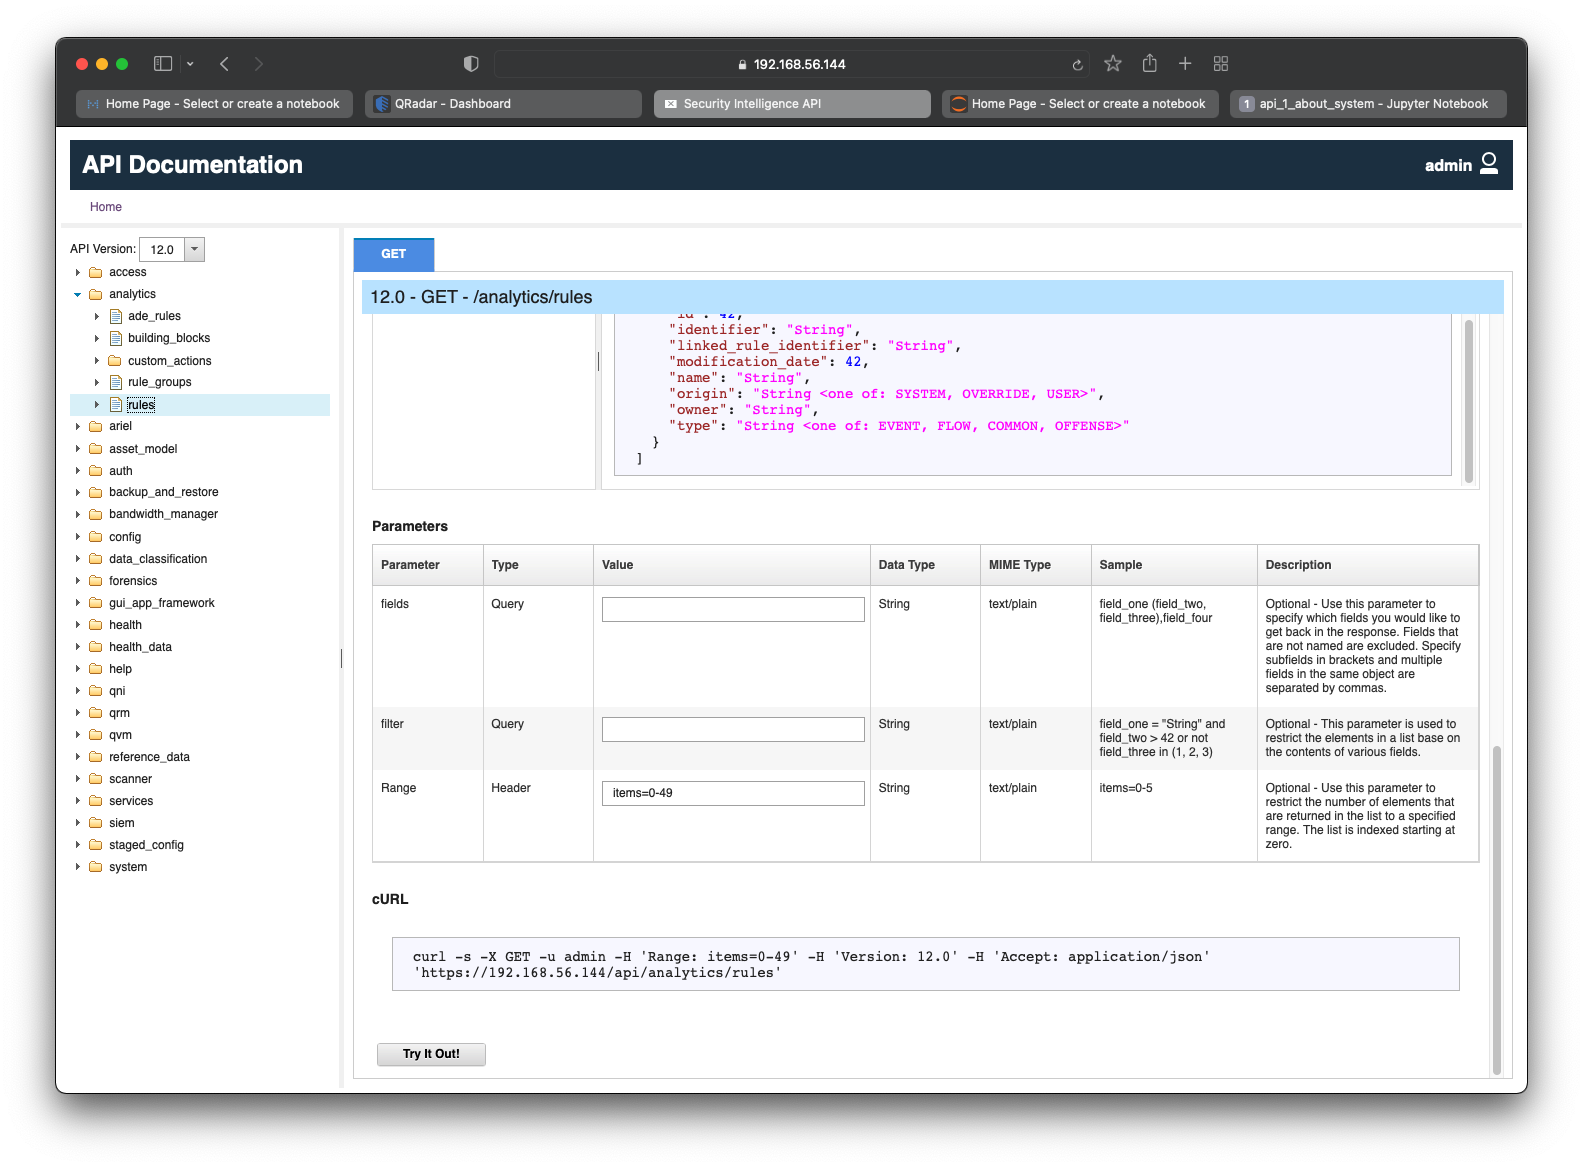 192.168.56.144
Home Page - Select or create a notebook
QRadar - Dashboard
Security Intelligence API
Home Page - Select or create a notebook
1 api_1_about_system - Jupyter Notebook
API Documentation
admin
Home
API Version: 12.0
access
analytics
ade_rules
building_blocks
custom_actions
rule_groups
rules
ariel
asset_model
auth
backup_and_restore
bandwidth_manager
config
data_classification
forensics
gui_app_framework
health
health_data
help
qni
qrm
qvm
reference_data
scanner
services
siem
staged_config
system
GET
12.0 - GET - /analytics/rules
"id": 42,
"identifier": "String",
"linked_rule_identifier": "String",
"modification_date": 42,
"name": "String",
"origin": "String <one of: SYSTEM, OVERRIDE, USER>",
"owner": "String",
"type": "String <one of: EVENT, FLOW, COMMON, OFFENSE>"
}
]
Parameters
Parameter Type Value Data Type MIME Type Sample Description
fields Query String text/plain
field_one (field_two,
field_three),field_four
Optional - Use this parameter to
specify which fields you would like to
get back in the response. Fields that
are not named are excluded. Specify
subfields in brackets and multiple
fields in the same object are
separated by commas.
filter Query String text/plain
field_one = "String" and
field_two > 42 or not
field_three in (1, 2, 3)
Optional - This parameter is used to
restrict the elements in a list base on
the contents of various fields.
Range Header items=0-49 String text/plain items=0-5
Optional - Use this parameter to
restrict the number of elements that
are returned in the list to a specified
range. The list is indexed starting at
zero.
cURL
curl -s -X GET -u admin -H 'Range: items=0-49' -H 'Version: 12.0' -H 'Accept: application/json'
'https://192.168.56.144/api/analytics/rules'
Try It Out!